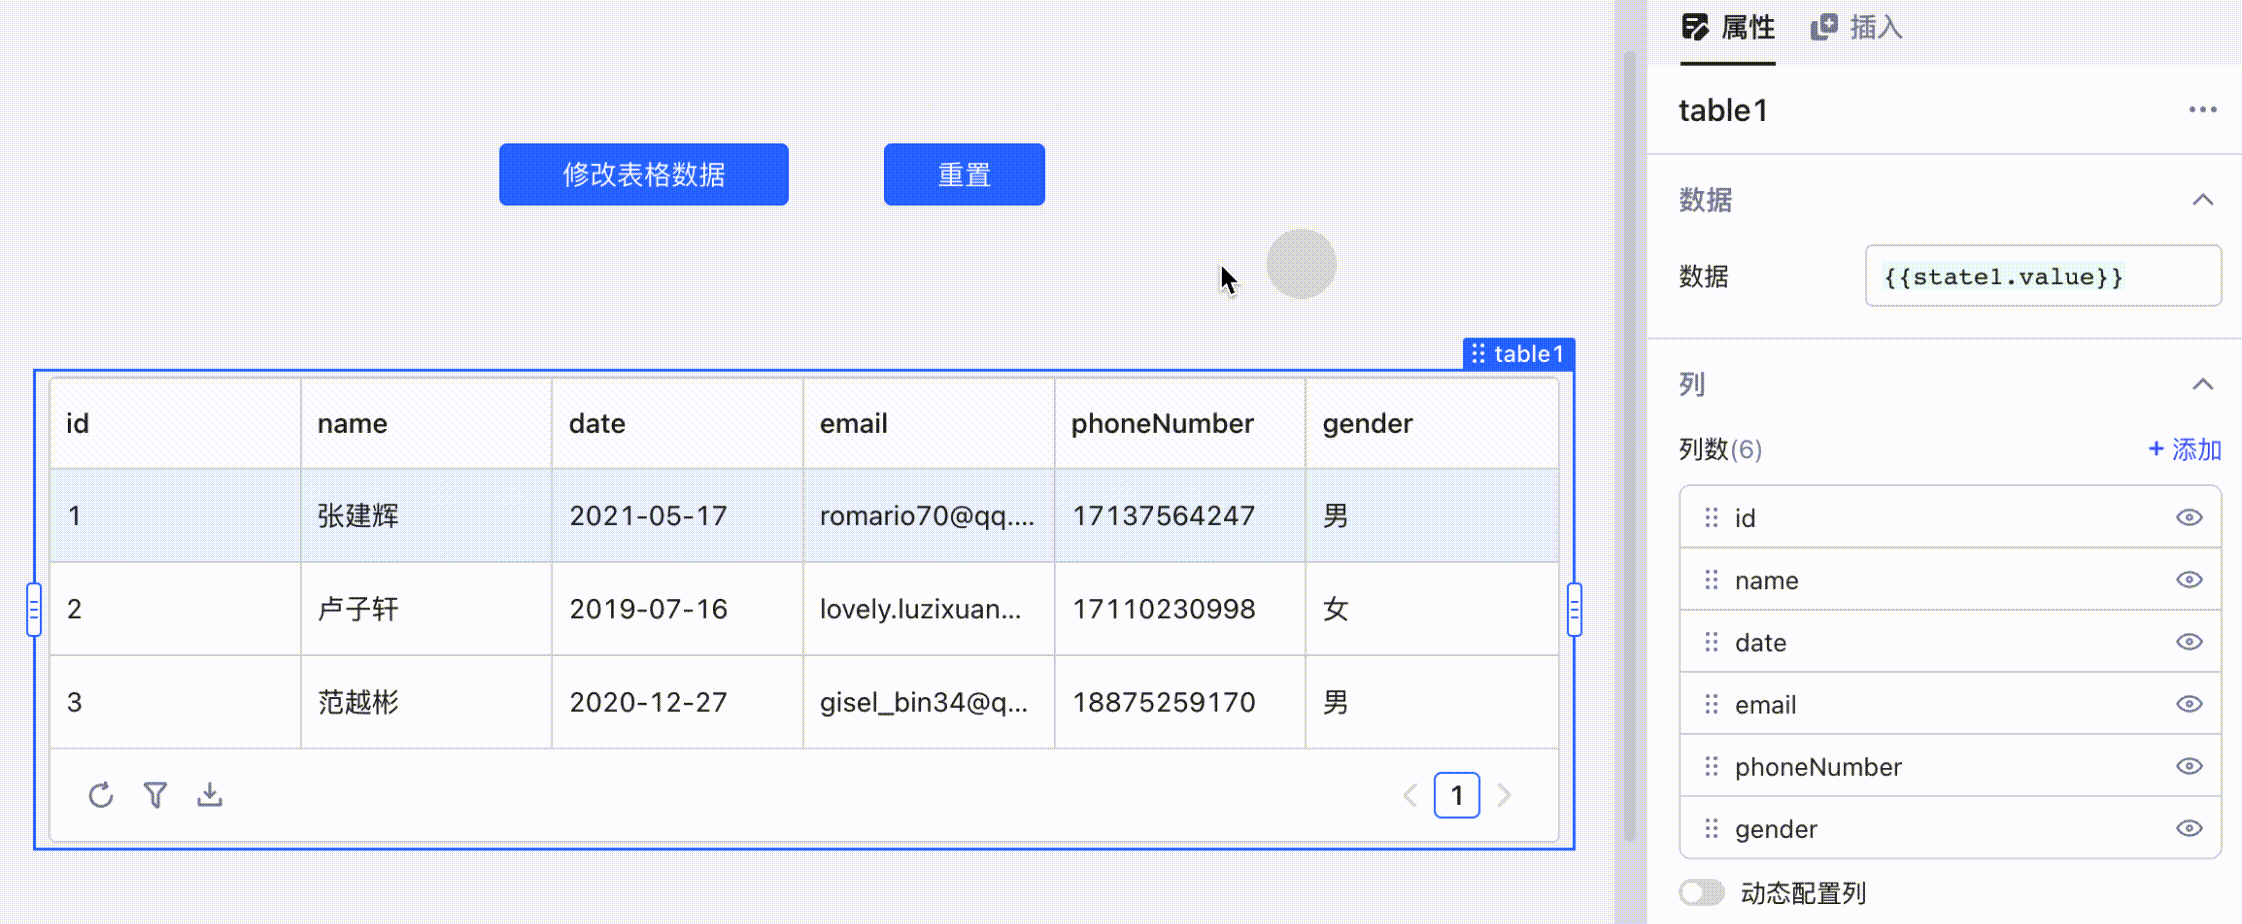 修改表格数据 重置
table1
id name date email phoneNumber gender
1 张建辉 2021-05-17 romario70@qq.... 17137564247 男
2 卢子轩 2019-07-16 lovely.luzixuan... 17110230998 女
3 范越彬 2020-12-27 gisel_bin34@q... 18875259170 男
1
属性 插入
table1
数据
数据 {{state1.value}}
列
列数(6) + 添加
id
name
date
email
phoneNumber
gender
动态配置列